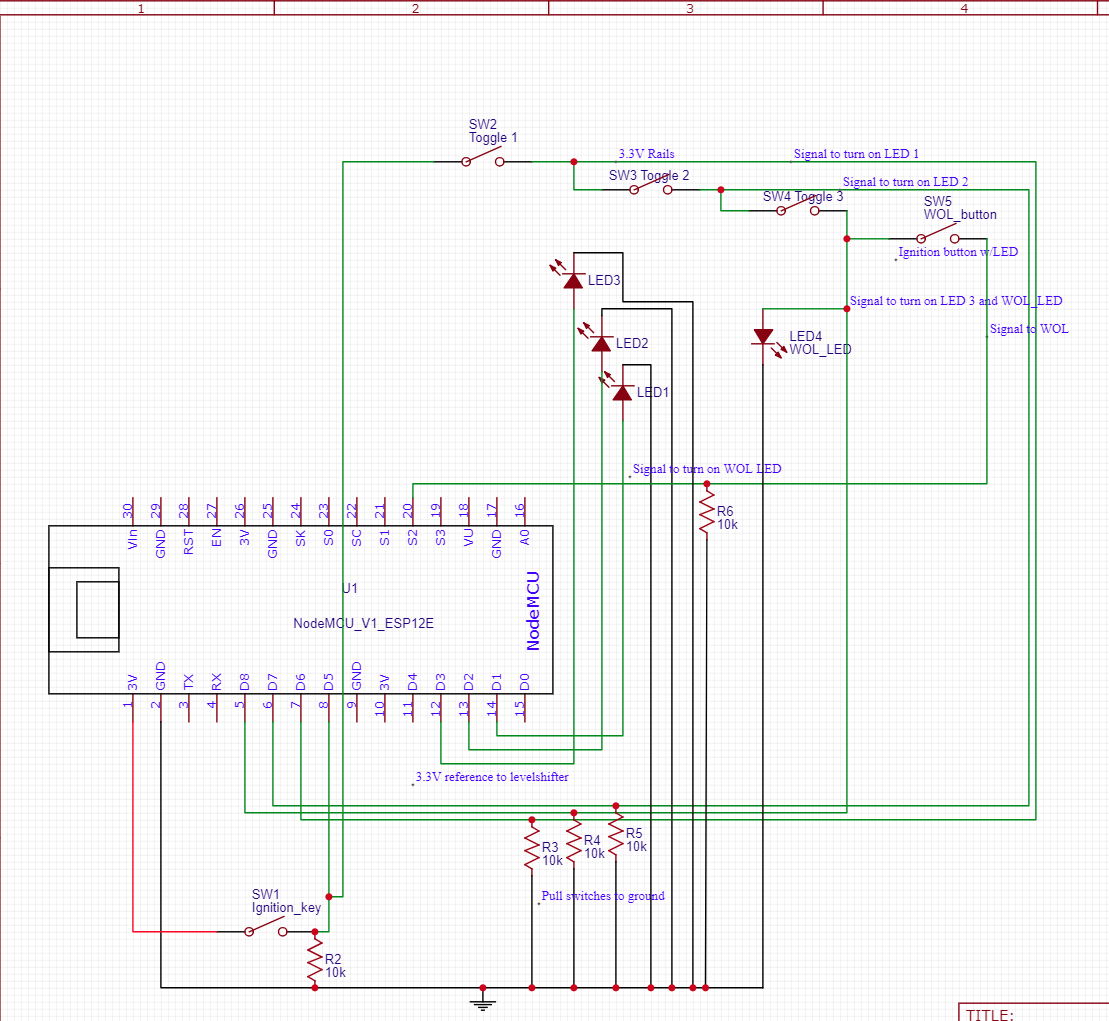 1 2 3 4
SW2
Toggle 1
3.3V Rails
Signal to turn on LED 1
SW3 Toggle 2
Signal to turn on LED 2
SW4 Toggle 3
SW5
WOL_button
Ignition button w/LED
LED3
Signal to turn on LED 3 and WOL_LED
Signal to WOL
LED2
LED4
WOL_LED
LED1
Signal to turn on WOL LED
R6
10k
30 29 28 27 26 25 24 23 22 21 20 19 18 17 16
VIn GND RST EN 3V GND SK S0 SC S1 S2 S3 VU GND A0
U1
NodeMCU_V1_ESP12E
NodeMCU
3V GND TX RX D8 D7 D6 D5 GND 3V D4 D3 D2 D1 D0
1 2 3 4 5 6 7 8 9 10 11 12 13 14 15
3.3V reference to levelshifter
R3
10k
R4
10k
R5
10k
Pull switches to ground
SW1
Ignition_key
R2
10k
TITLE: